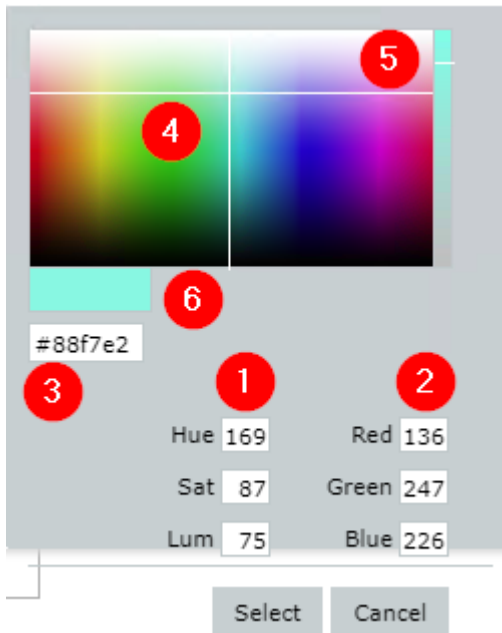 5
4
6
#88f7e2
3 1 2
Hue 169 Red 136
Sat 87 Green 247
Lum 75 Blue 226
Select Cancel